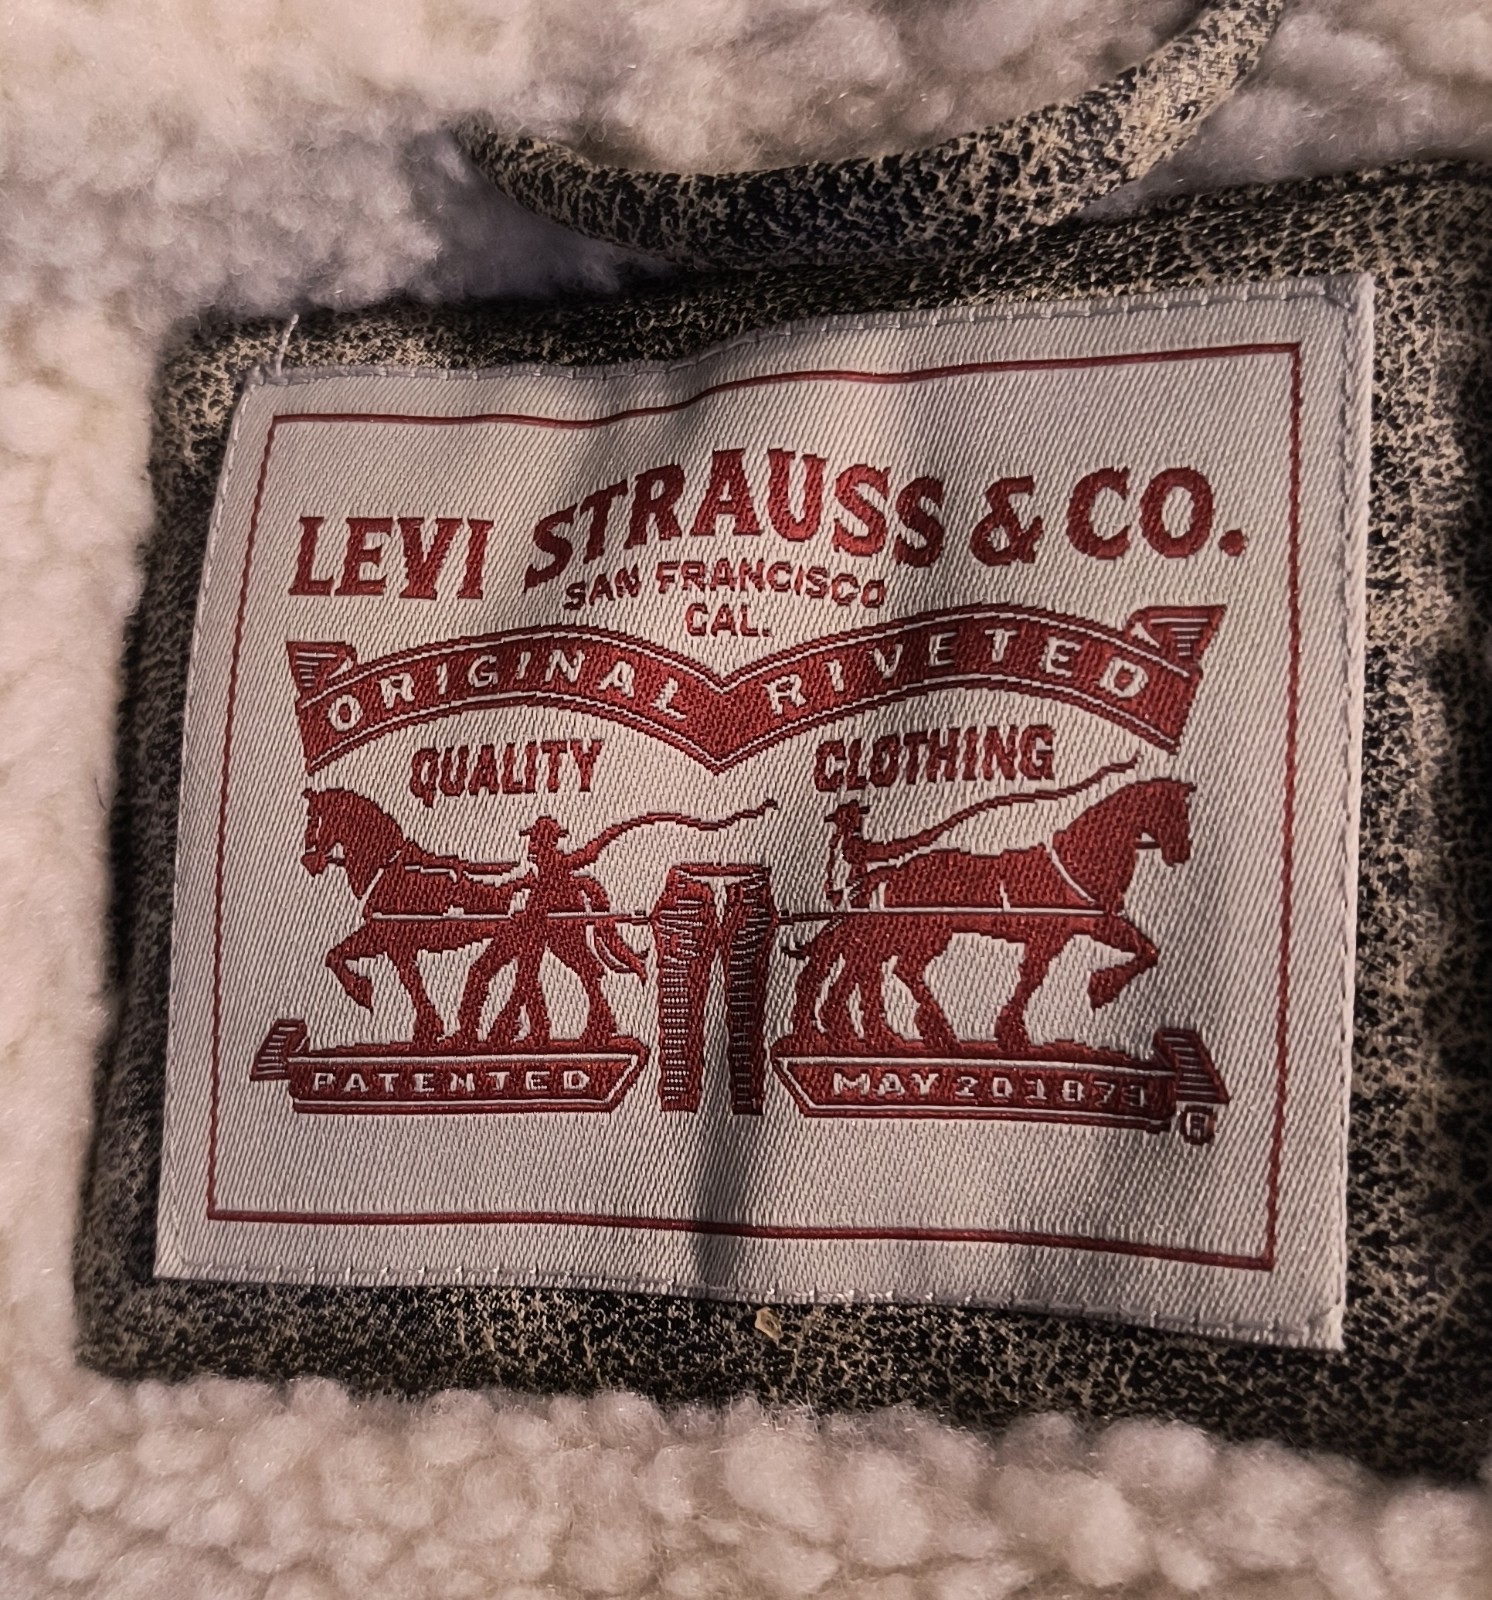 LEVI STRAUSS & CO.
SAN FRANCISCO
CAL.
ORIGINAL RIVETED
QUALITY CLOTHING
PATENTED MAY 20 1873
®